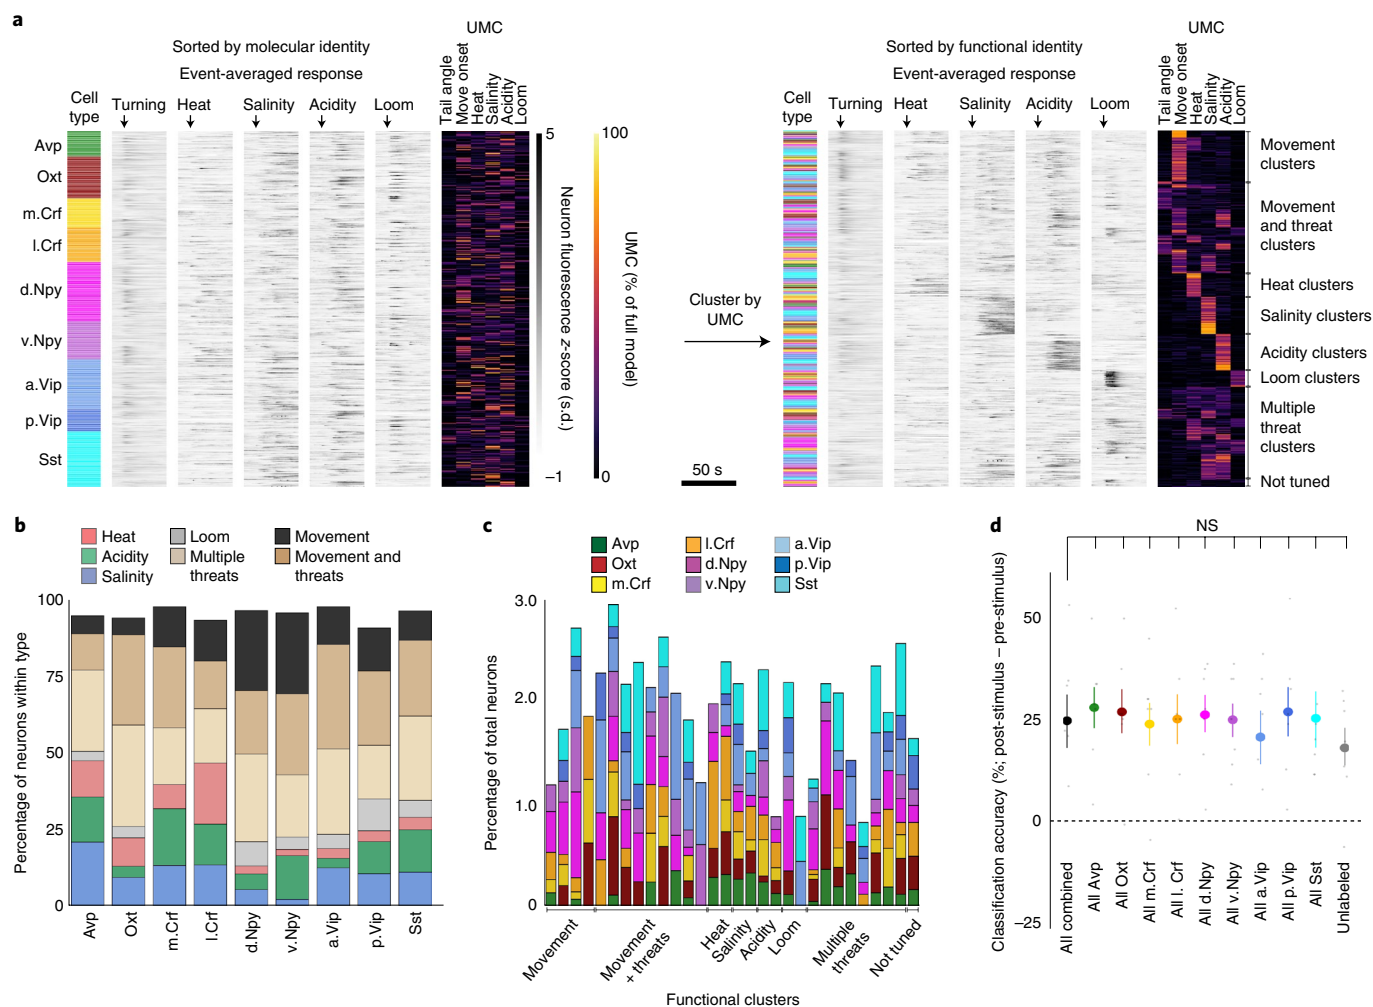 a
UMC
Sorted by molecular identity
Event-averaged response
Cell
type
Turning
Heat
Salinity
Acidity
Loom
Tail angle
Move onset
Heat
Salinity
Acidity
Loom
Avp
Oxt
m.Crf
l.Crf
d.Npy
v.Npy
a.Vip
p.Vip
Sst
5
Neuron fluorescence z-score (s.d.)
–1
100
UMC (% of full model)
0
Cluster by
UMC
50 s
UMC
Sorted by functional identity
Event-averaged response
Cell
type
Turning
Heat
Salinity
Acidity
Loom
Tail angle
Move onset
Heat
Salinity
Acidity
Loom
Movement
clusters
Movement
and threat
clusters
Heat clusters
Salinity clusters
Acidity clusters
Loom clusters
Multiple
threat
clusters
Not tuned
b
Heat
Acidity
Salinity
Loom
Multiple
threats
Movement
Movement and
threats
Percentage of neurons within type
100
75
50
25
0
Avp
Oxt
m.Crf
l.Crf
d.Npy
v.Npy
a.Vip
p.Vip
Sst
c
Avp
Oxt
m.Crf
l.Crf
d.Npy
v.Npy
a.Vip
p.Vip
Sst
Percentage of total neurons
3.0
2.0
1.0
0
Movement
Movement
+ threats
Heat
Salinity
Acidity
Loom
Multiple
threats
Not tuned
Functional clusters
d
NS
Classification accuracy (%; post-stimulus – pre-stimulus)
50
25
0
–25
All combined
All Avp
All Oxt
All m.Crf
All l. Crf
All d.Npy
All v.Npy
All a.Vip
All p.Vip
All Sst
Unlabeled